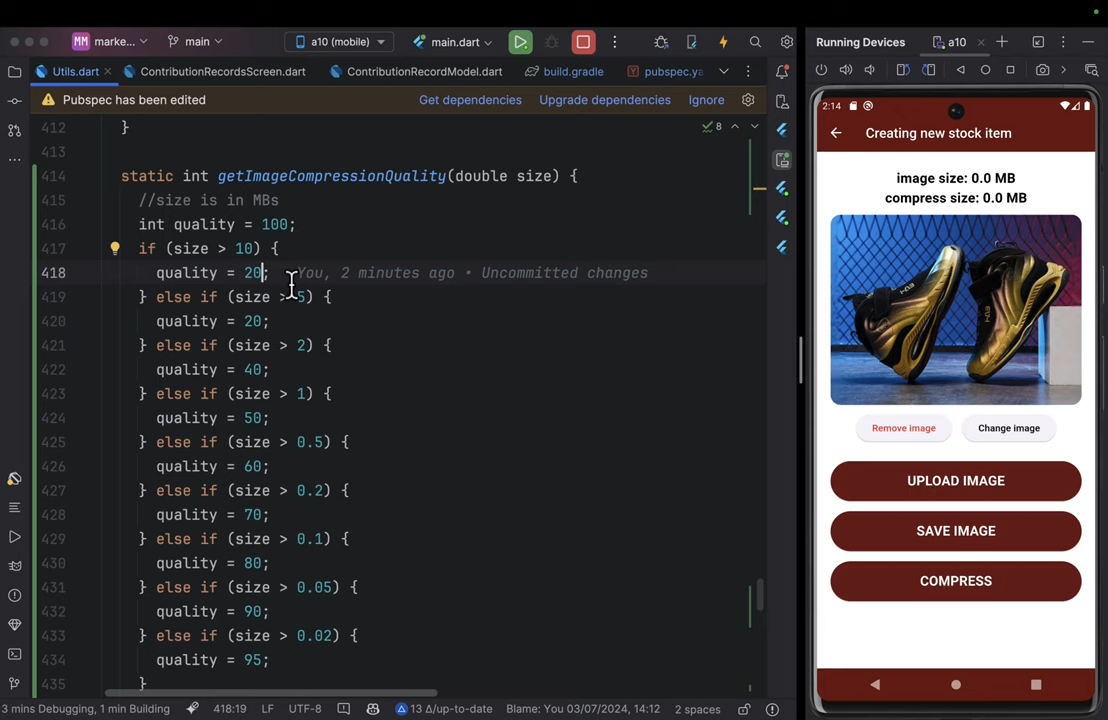 MM marke...
main
a10 (mobile)
main.dart
Running Devices
a10
Utils.dart
ContributionRecordsScreen.dart
ContributionRecordModel.dart
build.gradle
pubspec.ya
Pubspec has been edited
Get dependencies
Upgrade dependencies
Ignore
412 }
8
413
414 static int getImageCompressionQuality(double size) {
415 //size is in MBs
416 int quality = 100;
417 if (size > 10) {
418 quality = 20; You, 2 minutes ago • Uncommitted changes
419 } else if (size > 5) {
420 quality = 20;
421 } else if (size > 2) {
422 quality = 40;
423 } else if (size > 1) {
424 quality = 50;
425 } else if (size > 0.5) {
426 quality = 60;
427 } else if (size > 0.2) {
428 quality = 70;
429 } else if (size > 0.1) {
430 quality = 80;
431 } else if (size > 0.05) {
432 quality = 90;
433 } else if (size > 0.02) {
434 quality = 95;
435 }
3 mins Debugging, 1 min Building
418:19
LF
UTF-8
13 Δ/up-to-date
Blame: You 03/07/2024, 14:12
2 spaces
2:14
Creating new stock item
image size: 0.0 MB
compress size: 0.0 MB
Remove image
Change image
UPLOAD IMAGE
SAVE IMAGE
COMPRESS